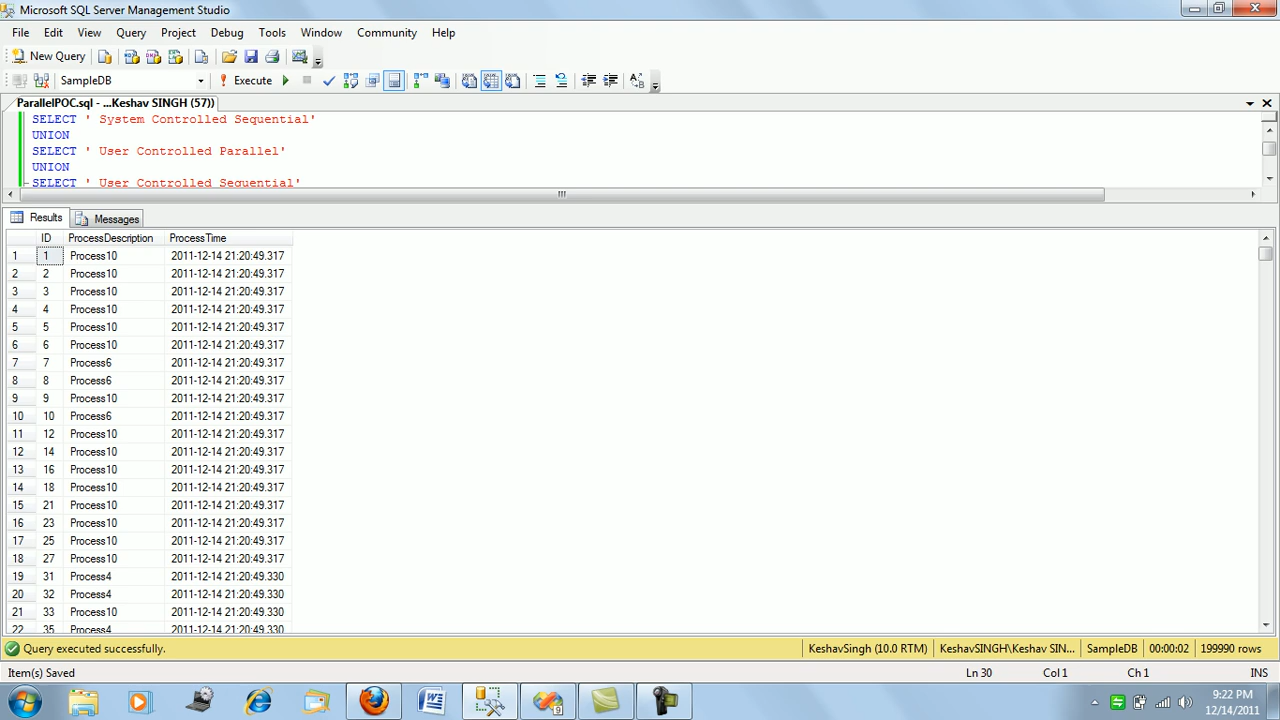 Microsoft SQL Server Management Studio
File Edit View Query Project Debug Tools Window Community Help
New Query
SampleDB Execute
ParallelPOC.sql - ...Keshav SINGH (57))
SELECT ' System Controlled Sequential'
UNION
SELECT ' User Controlled Parallel'
UNION
SELECT ' User Controlled Sequential'
Results Messages
ID ProcessDescription ProcessTime
1 1 Process10 2011-12-14 21:20:49.317
2 2 Process10 2011-12-14 21:20:49.317
3 3 Process10 2011-12-14 21:20:49.317
4 4 Process10 2011-12-14 21:20:49.317
5 5 Process10 2011-12-14 21:20:49.317
6 6 Process10 2011-12-14 21:20:49.317
7 7 Process6 2011-12-14 21:20:49.317
8 8 Process6 2011-12-14 21:20:49.317
9 9 Process10 2011-12-14 21:20:49.317
10 10 Process6 2011-12-14 21:20:49.317
11 12 Process10 2011-12-14 21:20:49.317
12 14 Process10 2011-12-14 21:20:49.317
13 16 Process10 2011-12-14 21:20:49.317
14 18 Process10 2011-12-14 21:20:49.317
15 21 Process10 2011-12-14 21:20:49.317
16 23 Process10 2011-12-14 21:20:49.317
17 25 Process10 2011-12-14 21:20:49.317
18 27 Process10 2011-12-14 21:20:49.317
19 31 Process4 2011-12-14 21:20:49.330
20 32 Process4 2011-12-14 21:20:49.330
21 33 Process10 2011-12-14 21:20:49.330
22 35 Process4 2011-12-14 21:20:49.330
Query executed successfully. KeshavSingh (10.0 RTM) KeshavSINGH\Keshav SIN... SampleDB 00:00:02 199990 rows
Item(s) Saved Ln 30 Col 1 Ch 1 INS
9:22 PM
12/14/2011